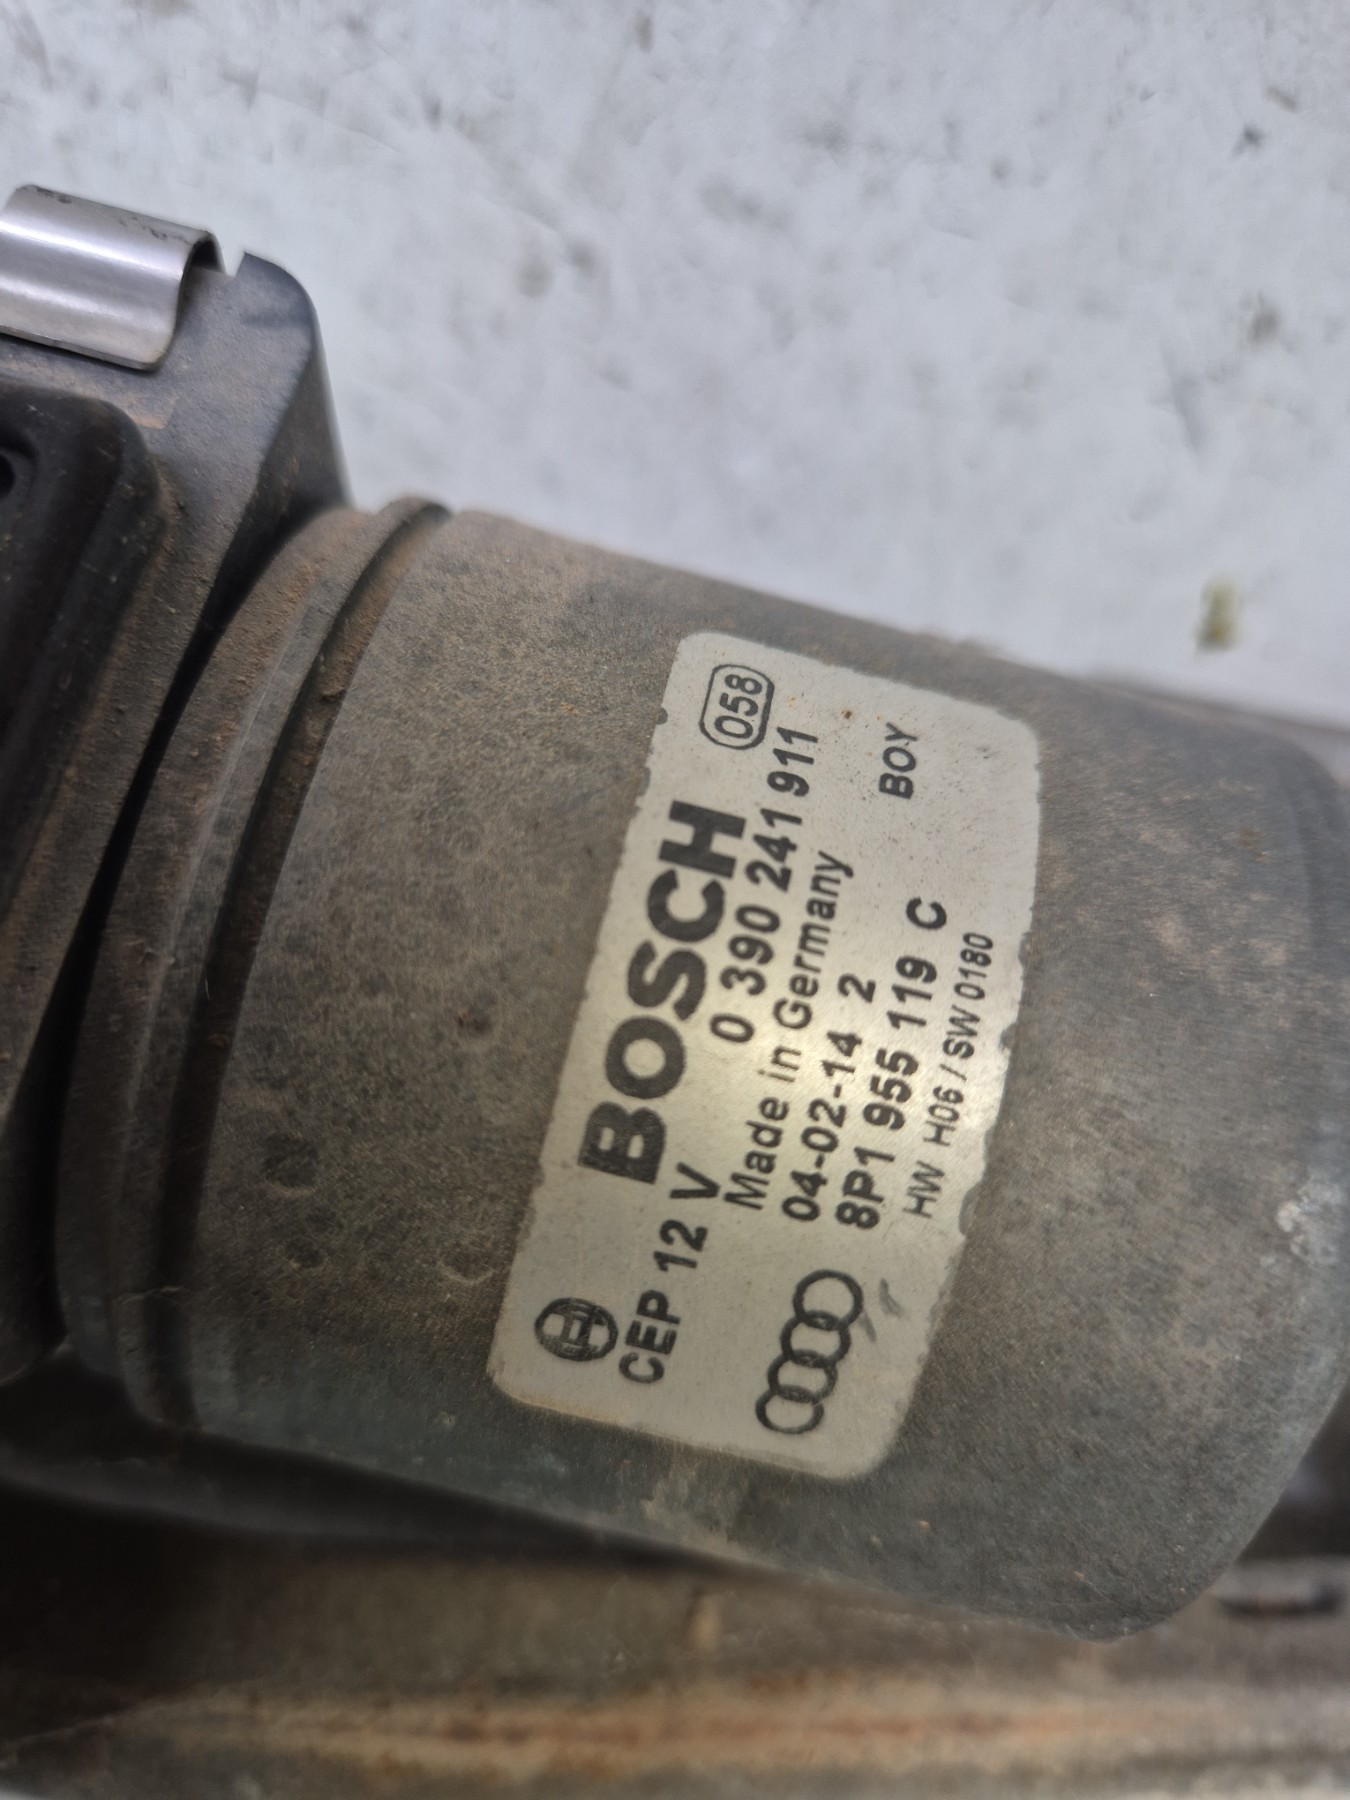 BOSCH 058
CEP 12 V 0 390 241 911
Made in Germany
04-02-14 2 BOY
8P1 955 119 C
HW H06 / SW 0180